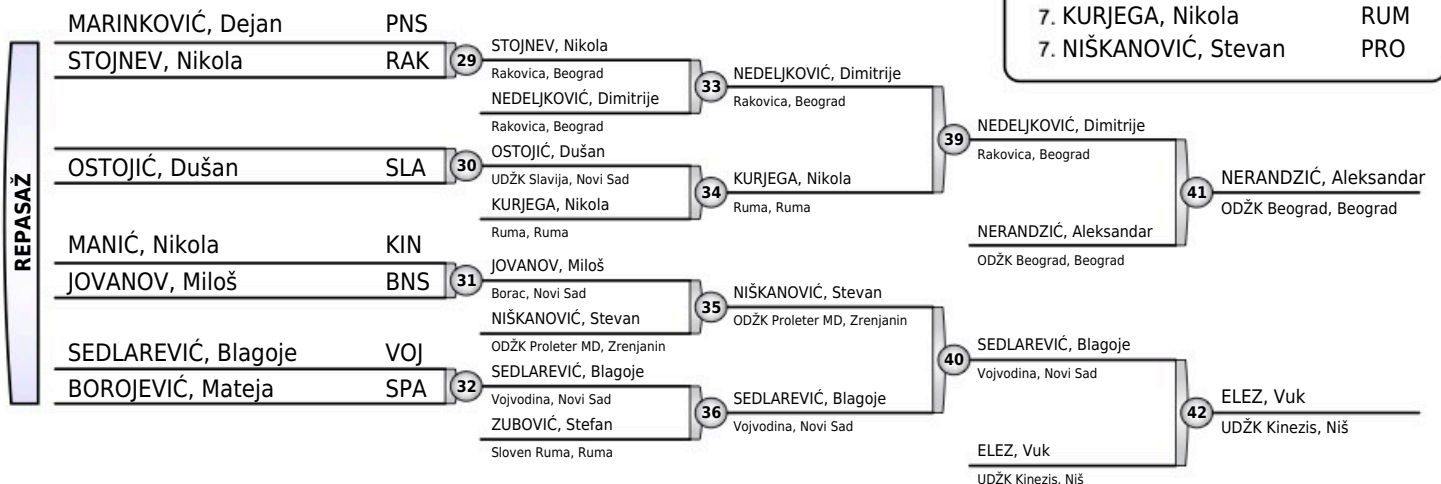 7. KURJEGA, Nikola RUM
7. NIŠKANOVIĆ, Stevan PRO
REPASAŽ
MARINKOVIĆ, Dejan PNS
STOJNEV, Nikola RAK
OSTOJIĆ, Dušan SLA
MANIĆ, Nikola KIN
JOVANOV, Miloš BNS
SEDLAREVIĆ, Blagoje VOJ
BOROJEVIĆ, Mateja SPA
29
STOJNEV, Nikola
Rakovica, Beograd
NEDELJKOVIĆ, Dimitrije
Rakovica, Beograd
30
OSTOJIĆ, Dušan
UDŽK Slavija, Novi Sad
KURJEGA, Nikola
Ruma, Ruma
31
JOVANOV, Miloš
Borac, Novi Sad
NIŠKANOVIĆ, Stevan
ODŽK Proleter MD, Zrenjanin
32
SEDLAREVIĆ, Blagoje
Vojvodina, Novi Sad
ZUBOVIĆ, Stefan
Sloven Ruma, Ruma
33
NEDELJKOVIĆ, Dimitrije
Rakovica, Beograd
34
KURJEGA, Nikola
Ruma, Ruma
35
NIŠKANOVIĆ, Stevan
ODŽK Proleter MD, Zrenjanin
36
SEDLAREVIĆ, Blagoje
Vojvodina, Novi Sad
39
NEDELJKOVIĆ, Dimitrije
Rakovica, Beograd
NERANDZIĆ, Aleksandar
ODŽK Beograd, Beograd
40
SEDLAREVIĆ, Blagoje
Vojvodina, Novi Sad
ELEZ, Vuk
UDŽK Kinezis, Niš
41
NERANDZIĆ, Aleksandar
ODŽK Beograd, Beograd
42
ELEZ, Vuk
UDŽK Kinezis, Niš